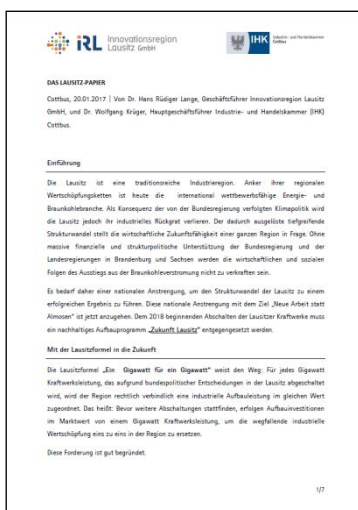 iRL Innovationsregion
Lausitz GmbH
IHK Industrie- und Handelskammer
Cottbus
DAS LAUSITZ-PAPIER
Cottbus, 20.01.2017 | Von Dr. Hans Rüdiger Lange, Geschäftsführer Innovationsregion Lausitz
GmbH, und Dr. Wolfgang Krüger, Hauptgeschäftsführer Industrie- und Handelskammer (IHK)
Cottbus.
Einführung
Die Lausitz ist eine traditionsreiche Industrieregion. Anker ihrer regionalen
Wertschöpfungsketten ist heute die international wettbewerbsfähige Energie- und
Braunkohlebranche. Als Konsequenz der von der Bundesregierung verfolgten Klimapolitik wird
die Lausitz jedoch ihr industrielles Rückgrat verlieren. Der dadurch ausgelöste tiefgreifende
Strukturwandel stellt die wirtschaftliche Zukunftsfähigkeit einer ganzen Region in Frage. Ohne
massive finanzielle und strukturpolitische Unterstützung der Bundesregierung und der
Landesregierungen in Brandenburg und Sachsen werden die wirtschaftlichen und sozialen
Folgen des Ausstiegs aus der Braunkohleverstromung nicht zu verkraften sein.
Es bedarf daher einer nationalen Anstrengung, um den Strukturwandel der Lausitz zu einem
erfolgreichen Ergebnis zu führen. Diese nationale Anstrengung mit dem Ziel „Neue Arbeit statt
Almosen" ist jetzt anzugehen. Dem 2018 beginnenden Abschalten der Lausitzer Kraftwerke muss
ein nachhaltiges Aufbauprogramm „Zukunft Lausitz" entgegengesetzt werden.
Mit der Lausitzformel in die Zukunft
Die Lausitzformel „Ein Gigawatt für ein Gigawatt" weist den Weg: Für jedes Gigawatt
Kraftwerksleistung, das aufgrund bundespolitischer Entscheidungen in der Lausitz abgeschaltet
wird, wird der Region rechtlich verbindlich eine industrielle Aufbauleistung im gleichen Wert
zugeordnet. Das heißt: Bevor weitere Abschaltungen stattfinden, erfolgen Aufbauinvestitionen
im Marktwert von einem Gigawatt Kraftwerksleistung, um die wegfallende industrielle
Wertschöpfung eins zu eins in der Region zu ersetzen.
Diese Forderung ist gut begründet.
1/7